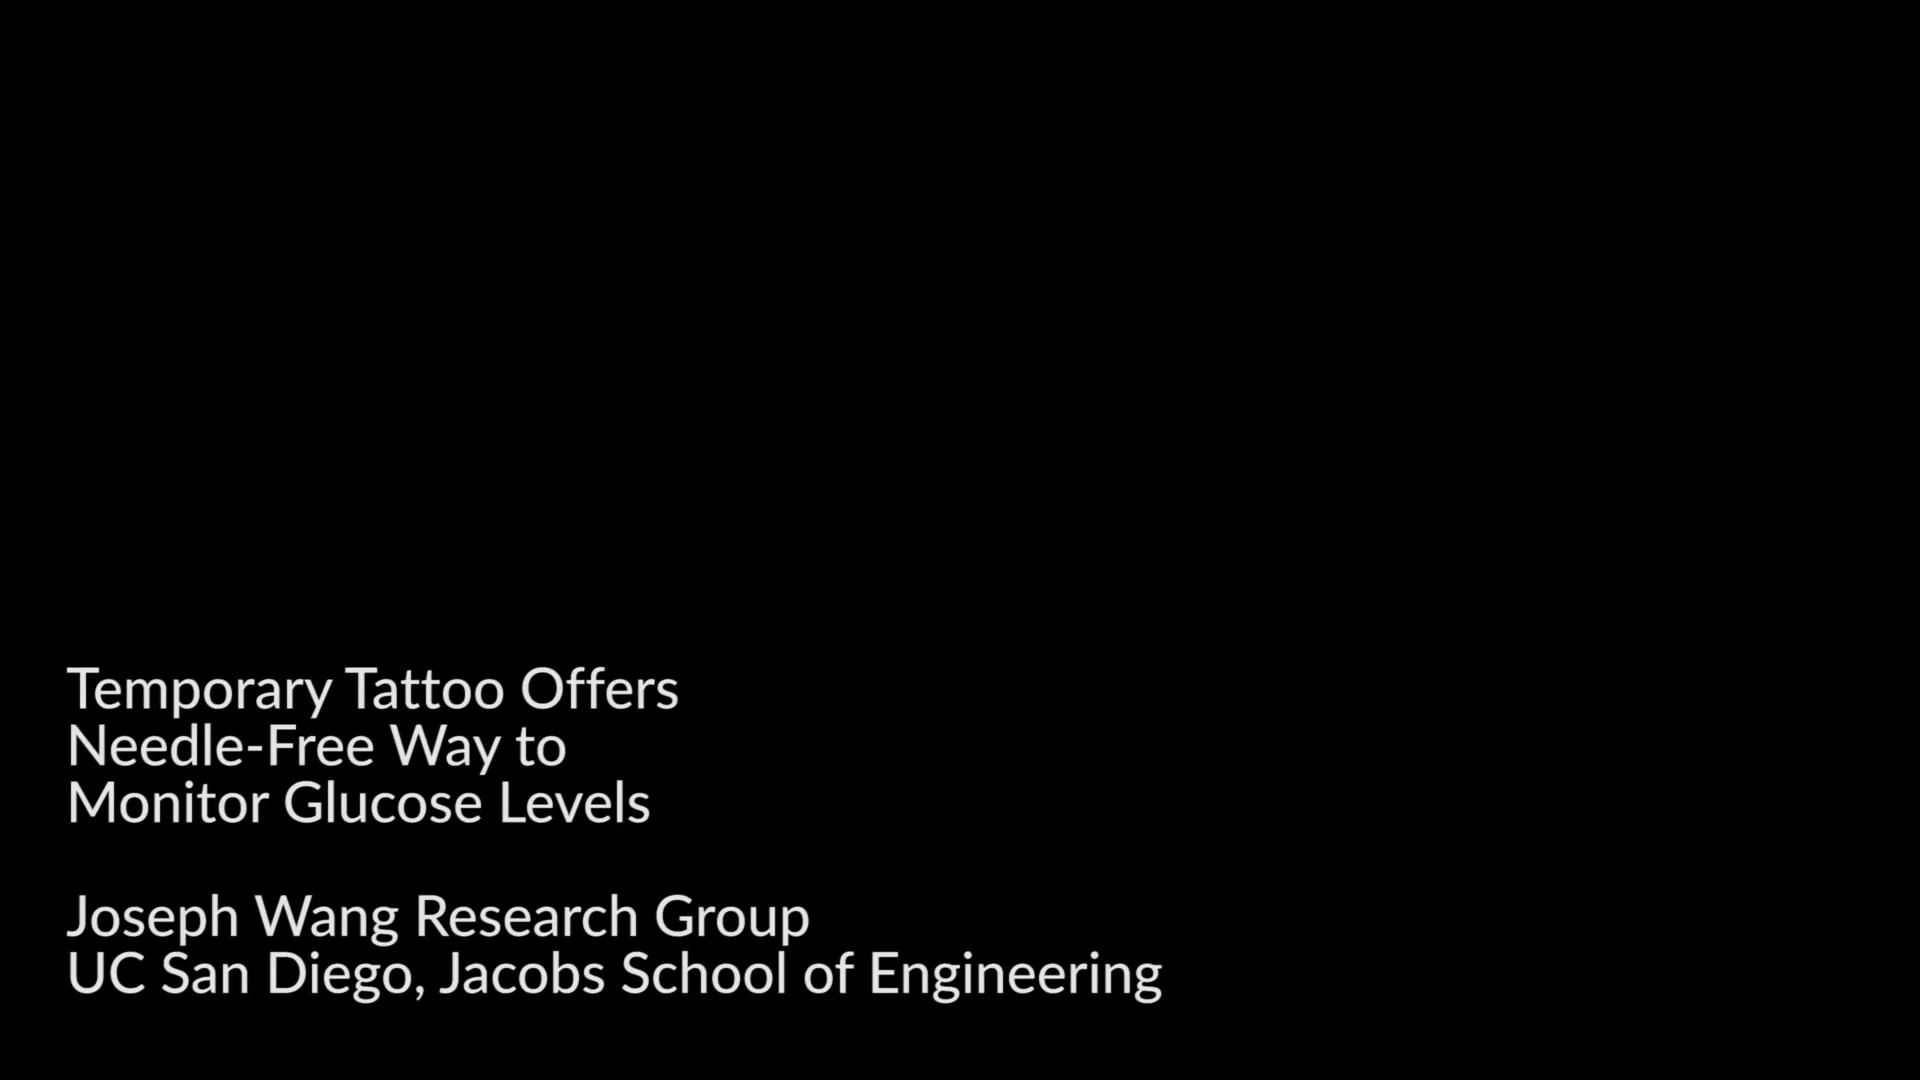 Temporary Tattoo Offers
Needle-Free Way to
Monitor Glucose Levels
Joseph Wang Research Group
UC San Diego, Jacobs School of Engineering